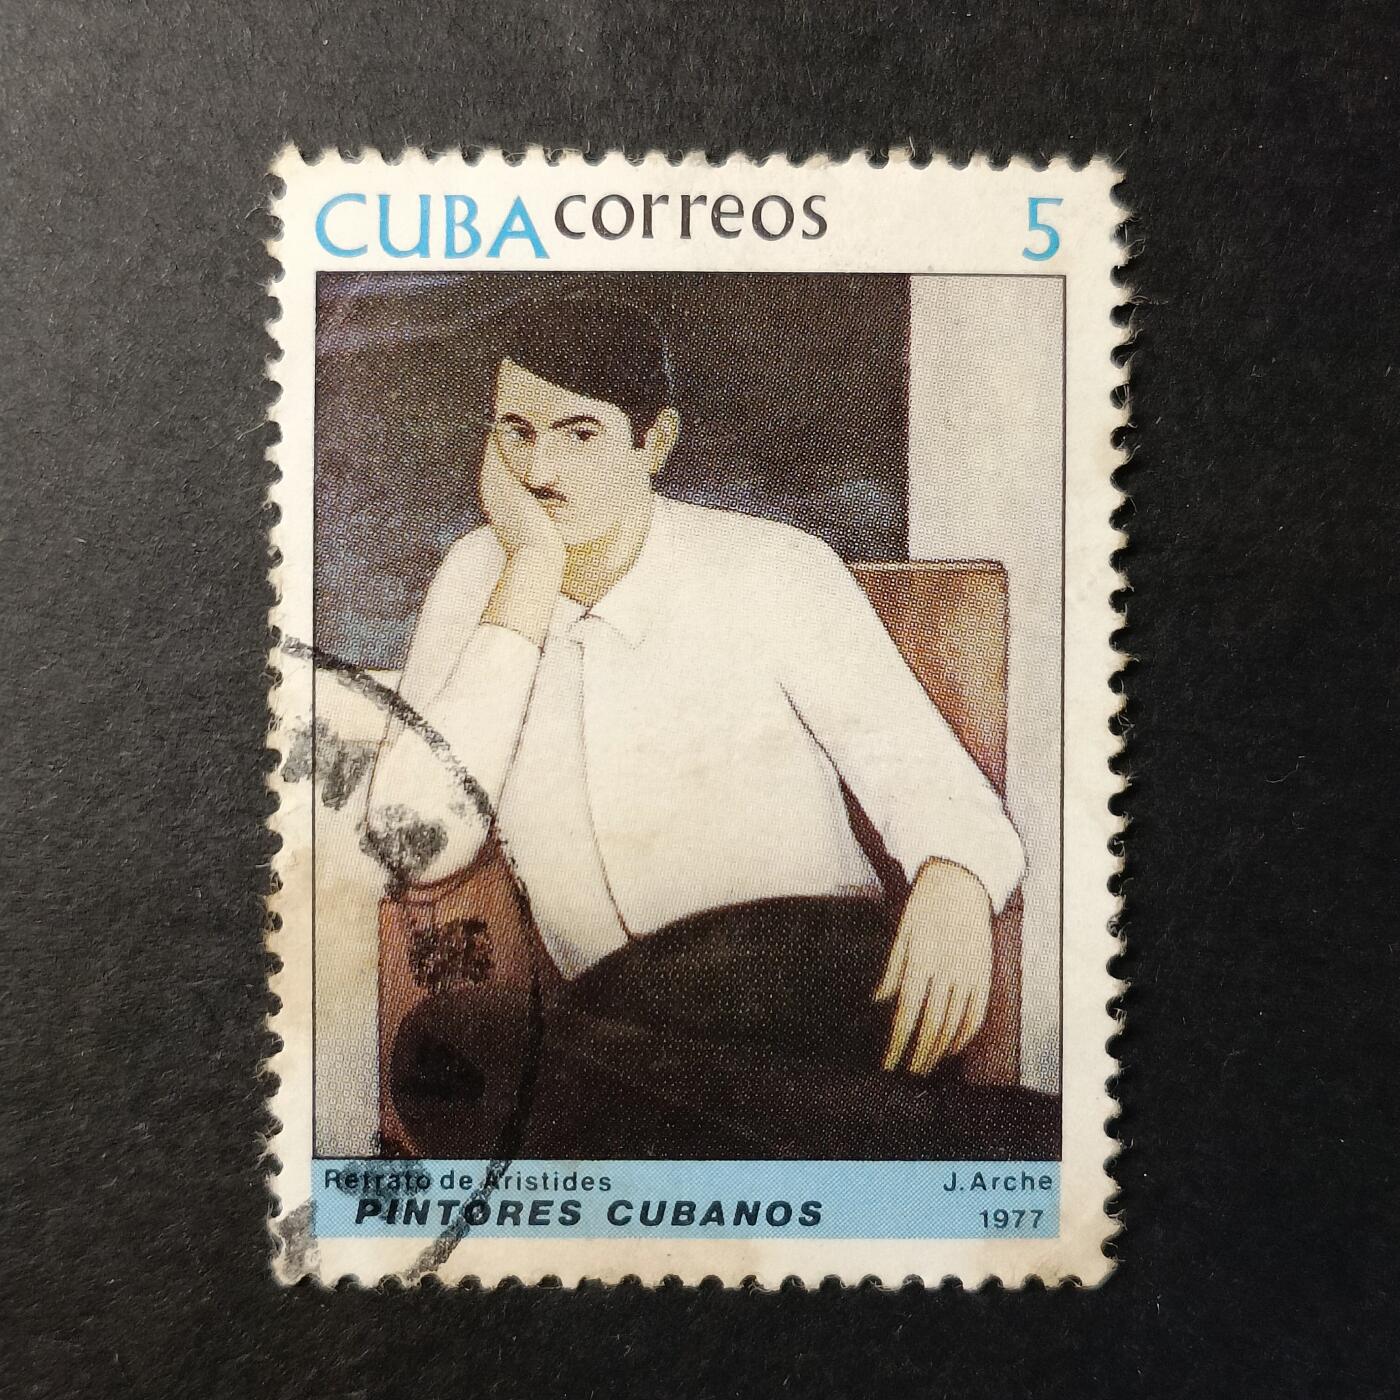 CUBA correos 5
Retrato de Aristides J. Arche
PINTORES CUBANOS 1977